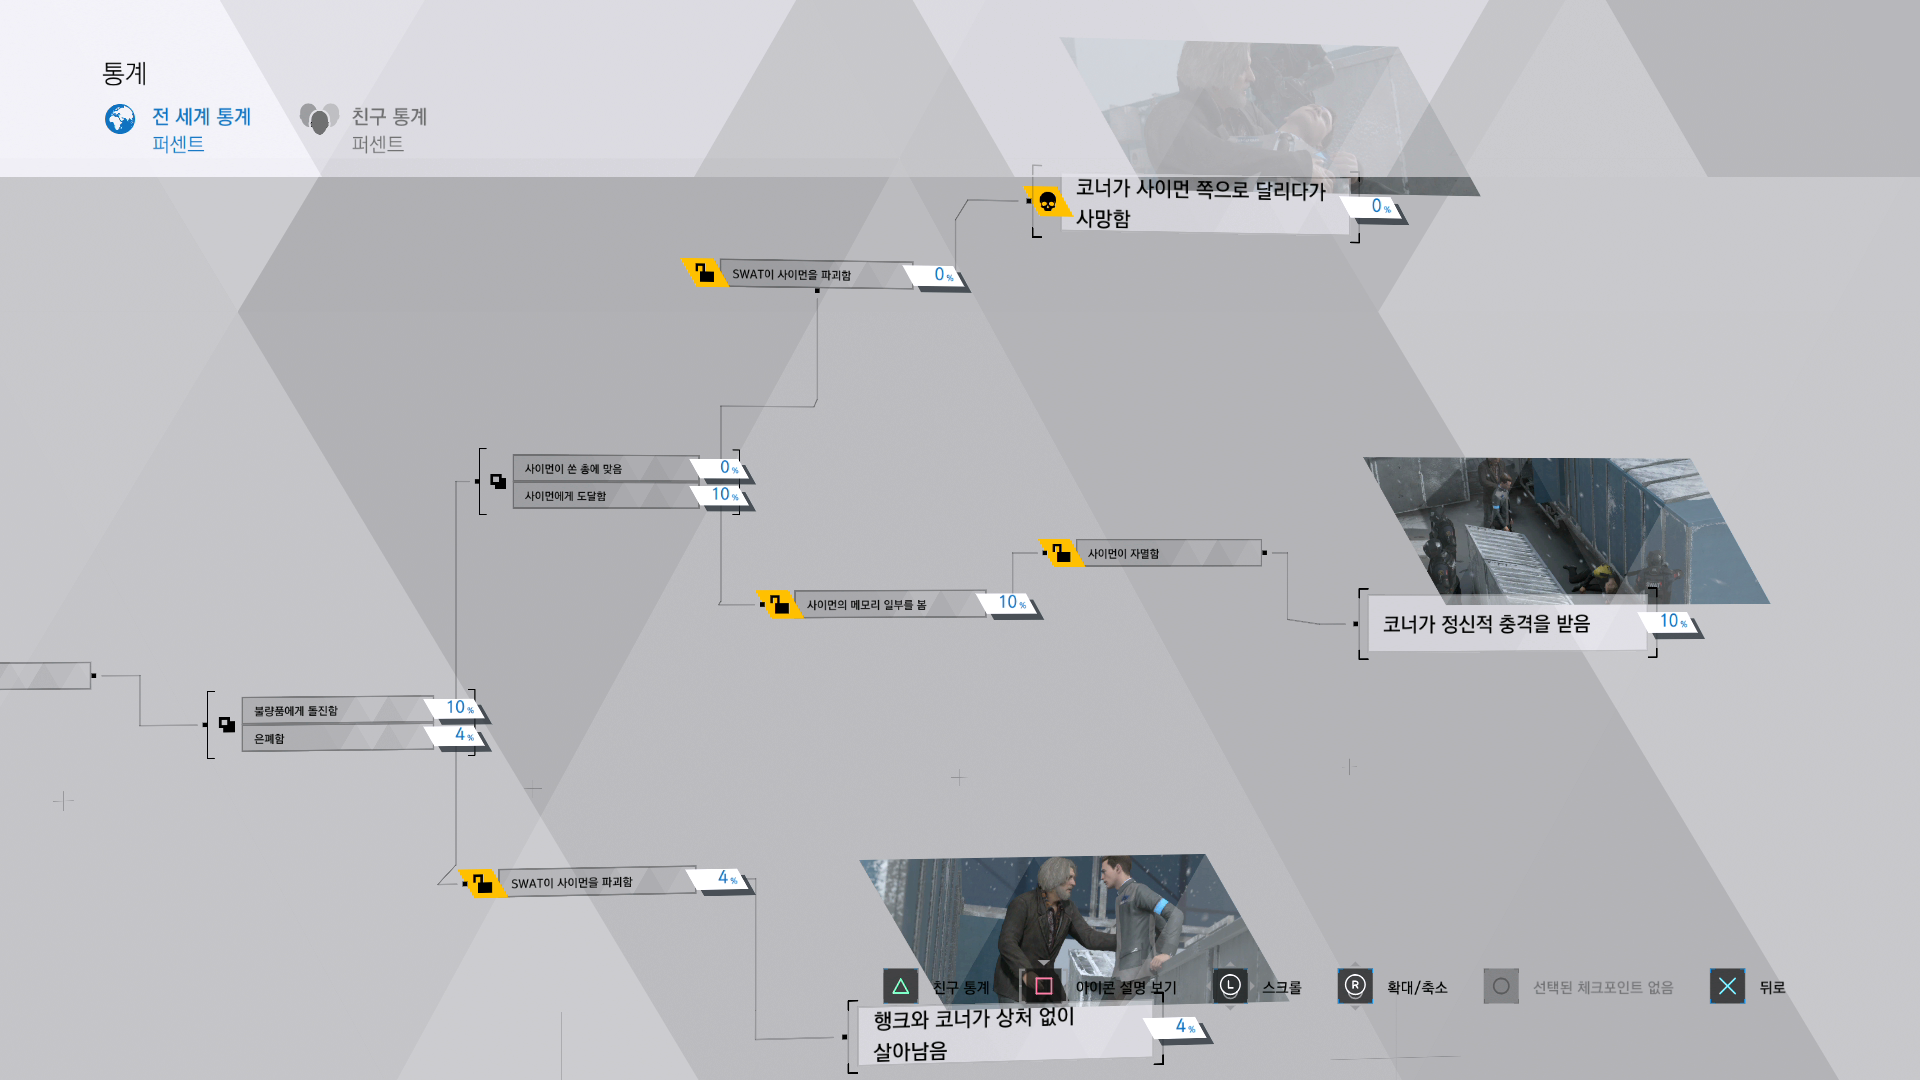 통계
전 세계 통계
퍼센트
친구 통계
퍼센트
코너가 사이먼 쪽으로 달리다가
사망함
0%
SWAT이 사이먼을 파괴함
0%
사이먼이 쏜 총에 맞음
0%
사이먼에게 도달함
10%
사이먼이 자멸함
사이먼의 메모리 일부를 봄
10%
코너가 정신적 충격을 받음
10%
불량품에게 돌진함
10%
은폐함
4%
SWAT이 사이먼을 파괴함
4%
친구 통계
아이콘 설명 보기
L
스크롤
R
확대/축소
선택된 체크포인트 없음
뒤로
행크와 코너가 상처 없이
살아남음
4%